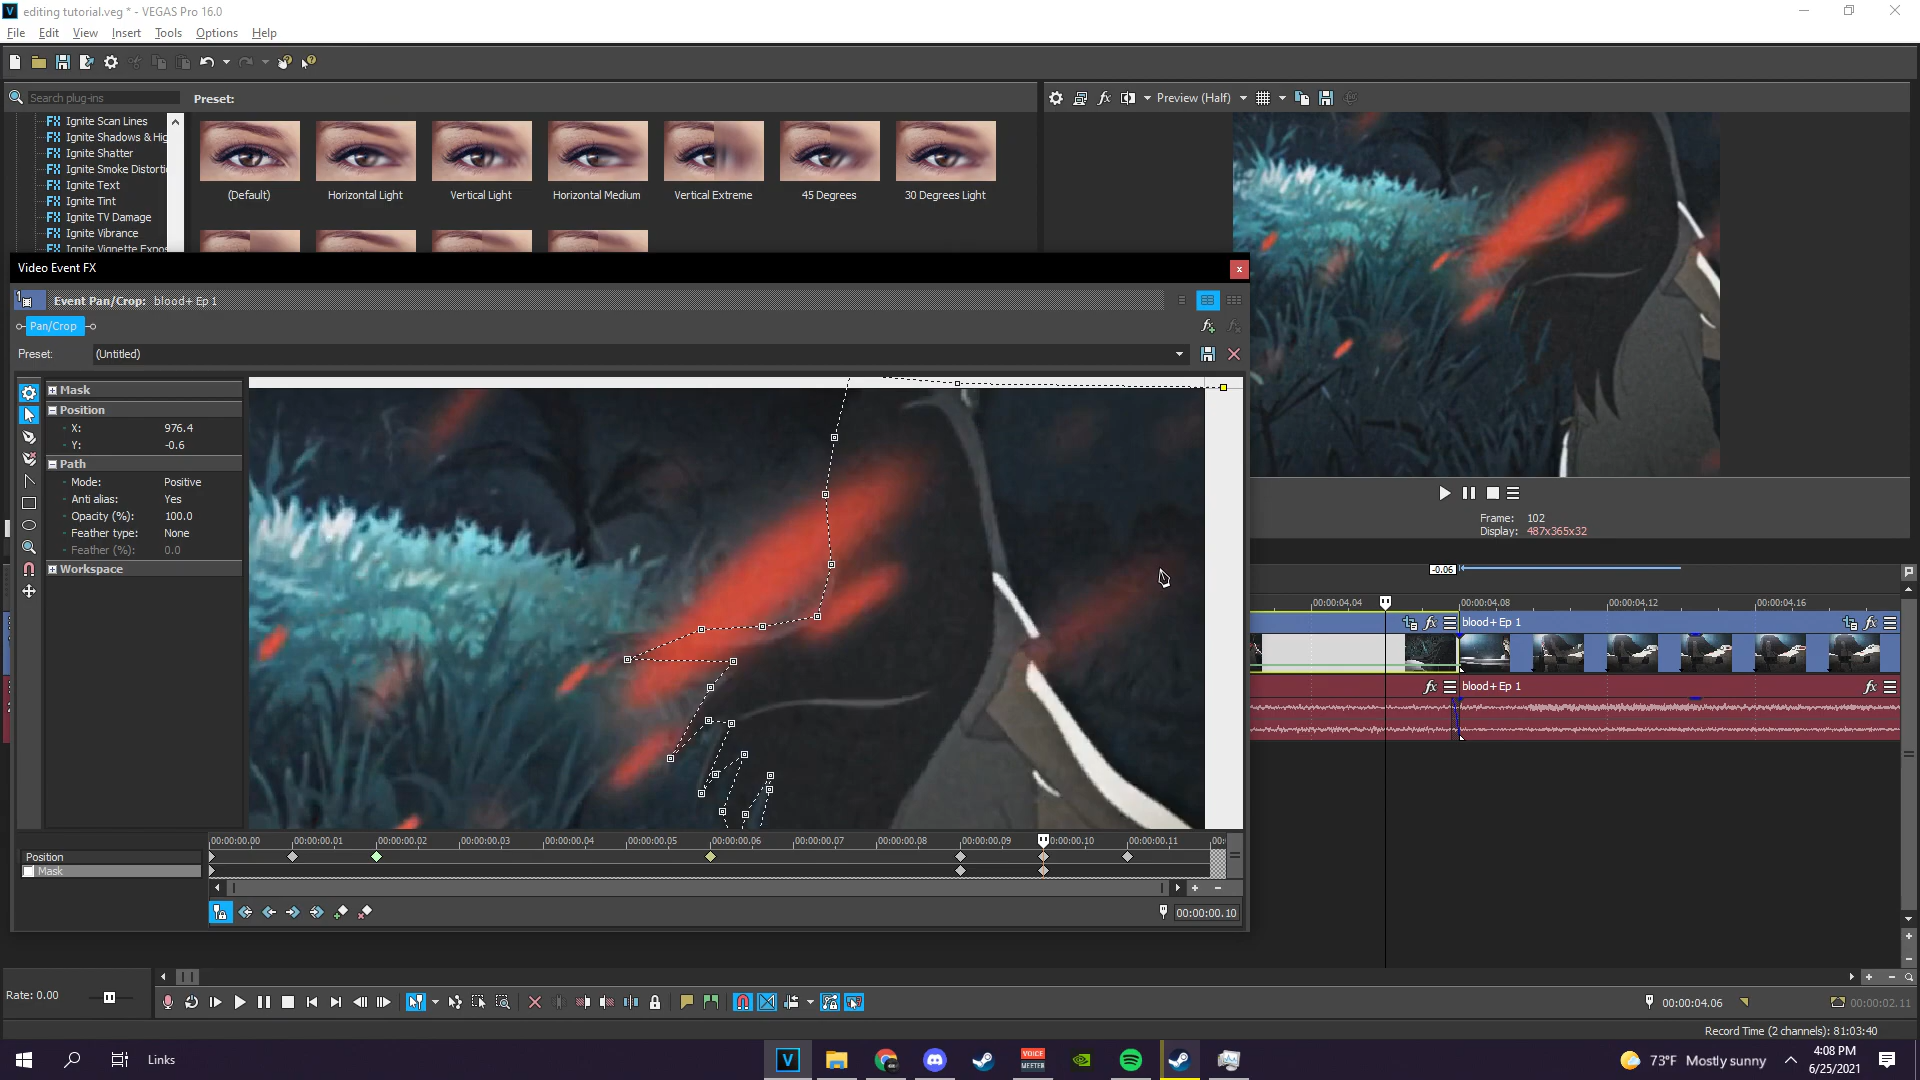 editing tutorial.veg * - VEGAS Pro 16.0
File Edit View Insert Tools Options Help
Search plug-ins
Preset:
Preview (Half)
Ignite Scan Lines
Ignite Shadows & Hig
Ignite Shatter
Ignite Smoke Distorti
Ignite Text
Ignite Tint
Ignite TV Damage
Ignite Vibrance
Ignite Vignette Expos
(Default)
Horizontal Light
Vertical Light
Horizontal Medium
Vertical Extreme
45 Degrees
30 Degrees Light
Video Event FX
Event Pan/Crop: blood+ Ep 1
Pan/Crop
Preset: (Untitled)
Mask
Position
X: 976.4
Y: -0.6
Path
Mode: Positive
Anti alias: Yes
Opacity (%): 100.0
Feather type: None
Feather (%): 0.0
Workspace
Frame: 102
Display: 487x365x32
-0.06
00:00:04.04 00:00:04.08 00:00:04.12 00:00:04.16
blood+ Ep 1
blood+ Ep 1
00:00:00.00 00:00:00.01 00:00:00.02 00:00:00.03 00:00:00.04 00:00:00.05 00:00:00.06 00:00:00.07 00:00:00.08 00:00:00.09 00:00:00.10 00:00:00.11 00:
Position
Mask
00:00:00.10
Rate: 0.00
00:00:04.06
00:00:02.11
Record Time (2 channels): 81:03:40
Links
VOICE
MEETER
73°F Mostly sunny
4:08 PM
6/25/2021